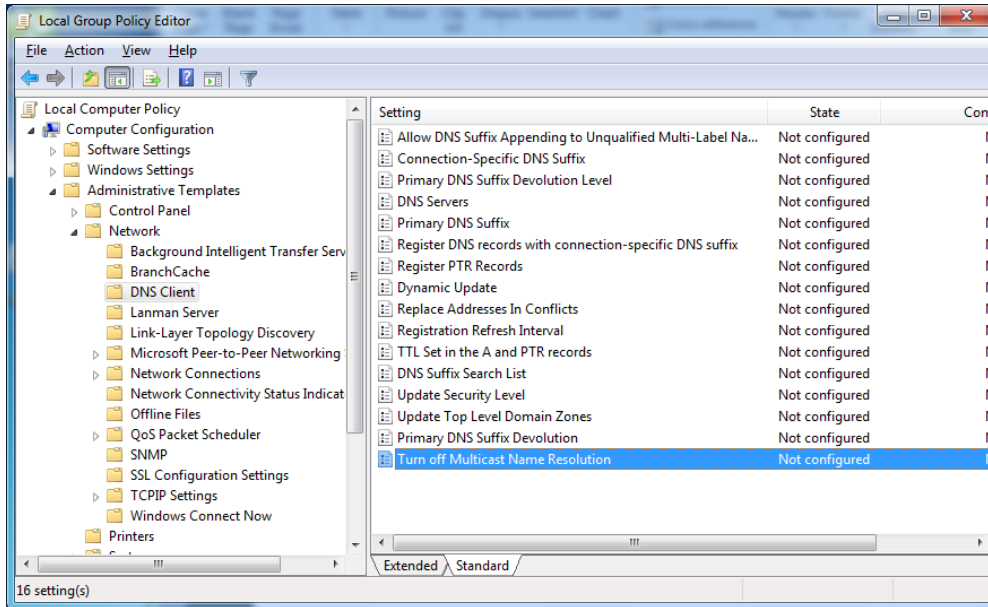 Local Group Policy Editor
File Action View Help
Local Computer Policy
Computer Configuration
Software Settings
Windows Settings
Administrative Templates
Control Panel
Network
Background Intelligent Transfer Serv
BranchCache
DNS Client
Lanman Server
Link-Layer Topology Discovery
Microsoft Peer-to-Peer Networking
Network Connections
Network Connectivity Status Indicat
Offline Files
QoS Packet Scheduler
SNMP
SSL Configuration Settings
TCPIP Settings
Windows Connect Now
Printers
Setting State Con
Allow DNS Suffix Appending to Unqualified Multi-Label Na... Not configured
Connection-Specific DNS Suffix Not configured
Primary DNS Suffix Devolution Level Not configured
DNS Servers Not configured
Primary DNS Suffix Not configured
Register DNS records with connection-specific DNS suffix Not configured
Register PTR Records Not configured
Dynamic Update Not configured
Replace Addresses In Conflicts Not configured
Registration Refresh Interval Not configured
TTL Set in the A and PTR records Not configured
DNS Suffix Search List Not configured
Update Security Level Not configured
Update Top Level Domain Zones Not configured
Primary DNS Suffix Devolution Not configured
Turn off Multicast Name Resolution Not configured
Extended Standard
16 setting(s)